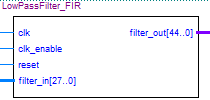 LowPassFilter_FIR
clk filter_out[44..0]
clk_enable
reset
filter_in[27..0]